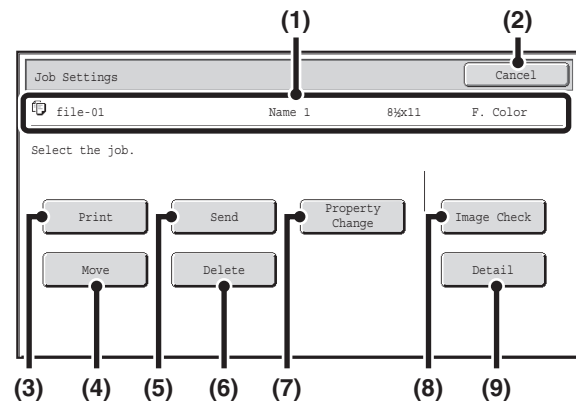 (1) (2)
Job Settings Cancel
file-01 Name 1 8½x11 F. Color
Select the job.
Print Send Property Change Image Check
Move Delete Detail
(3) (4) (5) (6) (7) (8) (9)